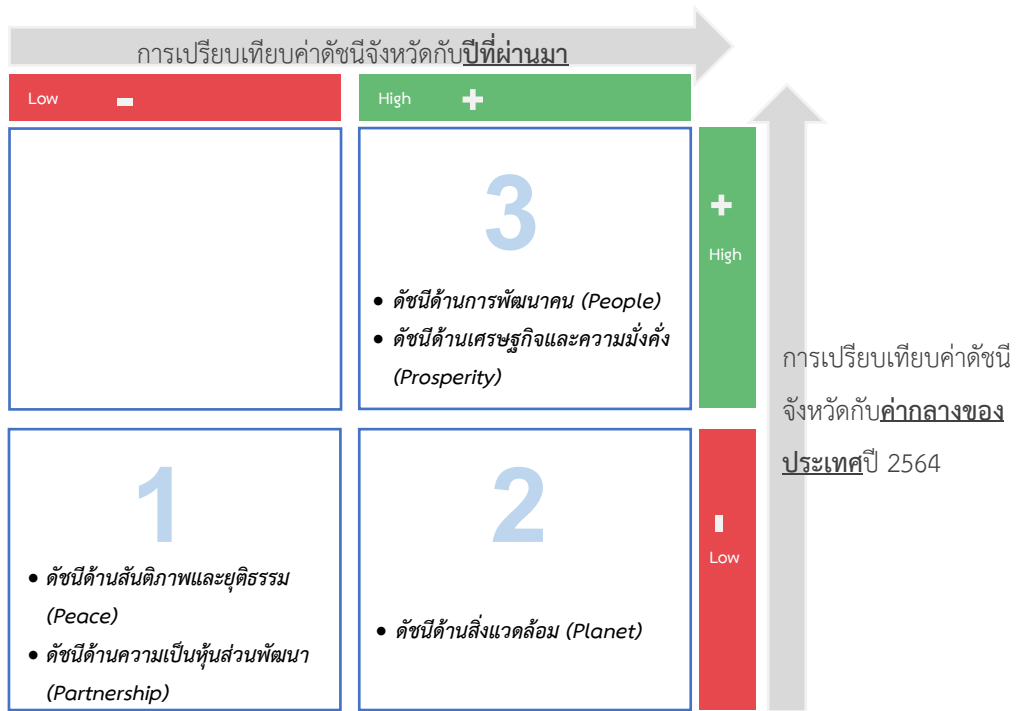 การเปรียบเทียบค่าดัชนีจังหวัดกับปีที่ผ่านมา
Low -
High +
3
• ดัชนีด้านการพัฒนาคน (People)
• ดัชนีด้านเศรษฐกิจและความมั่งคั่ง
(Prosperity)
+
High
การเปรียบเทียบค่าดัชนี
จังหวัดกับค่ากลางของ
ประเทศปี 2564
1
• ดัชนีด้านสันติภาพและยุติธรรม
(Peace)
• ดัชนีด้านความเป็นหุ้นส่วนพัฒนา
(Partnership)
2
• ดัชนีด้านสิ่งแวดล้อม (Planet)
-
Low